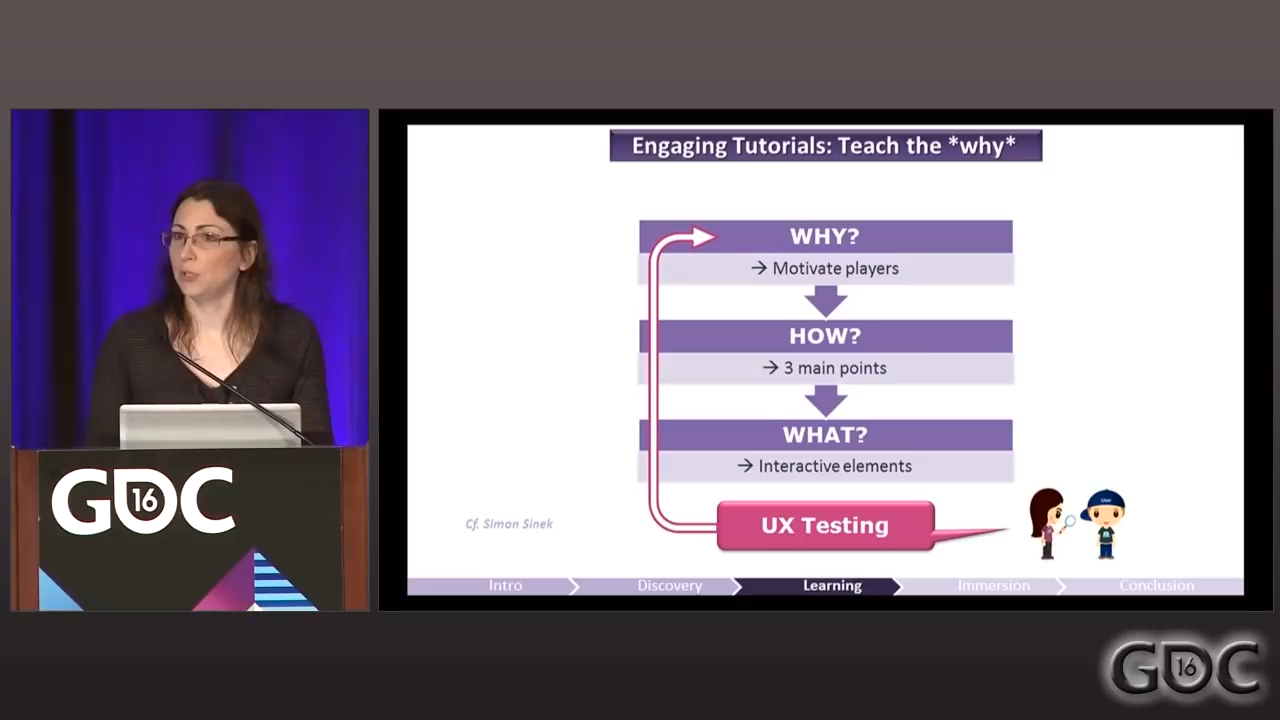 Engaging Tutorials: Teach the *why*
WHY?
→ Motivate players
HOW?
→ 3 main points
WHAT?
→ Interactive elements
UX Testing
Cf. Simon Sinek
User
Intro
Discovery
Learning
Immersion
Conclusion
GDC
16
GDC
16